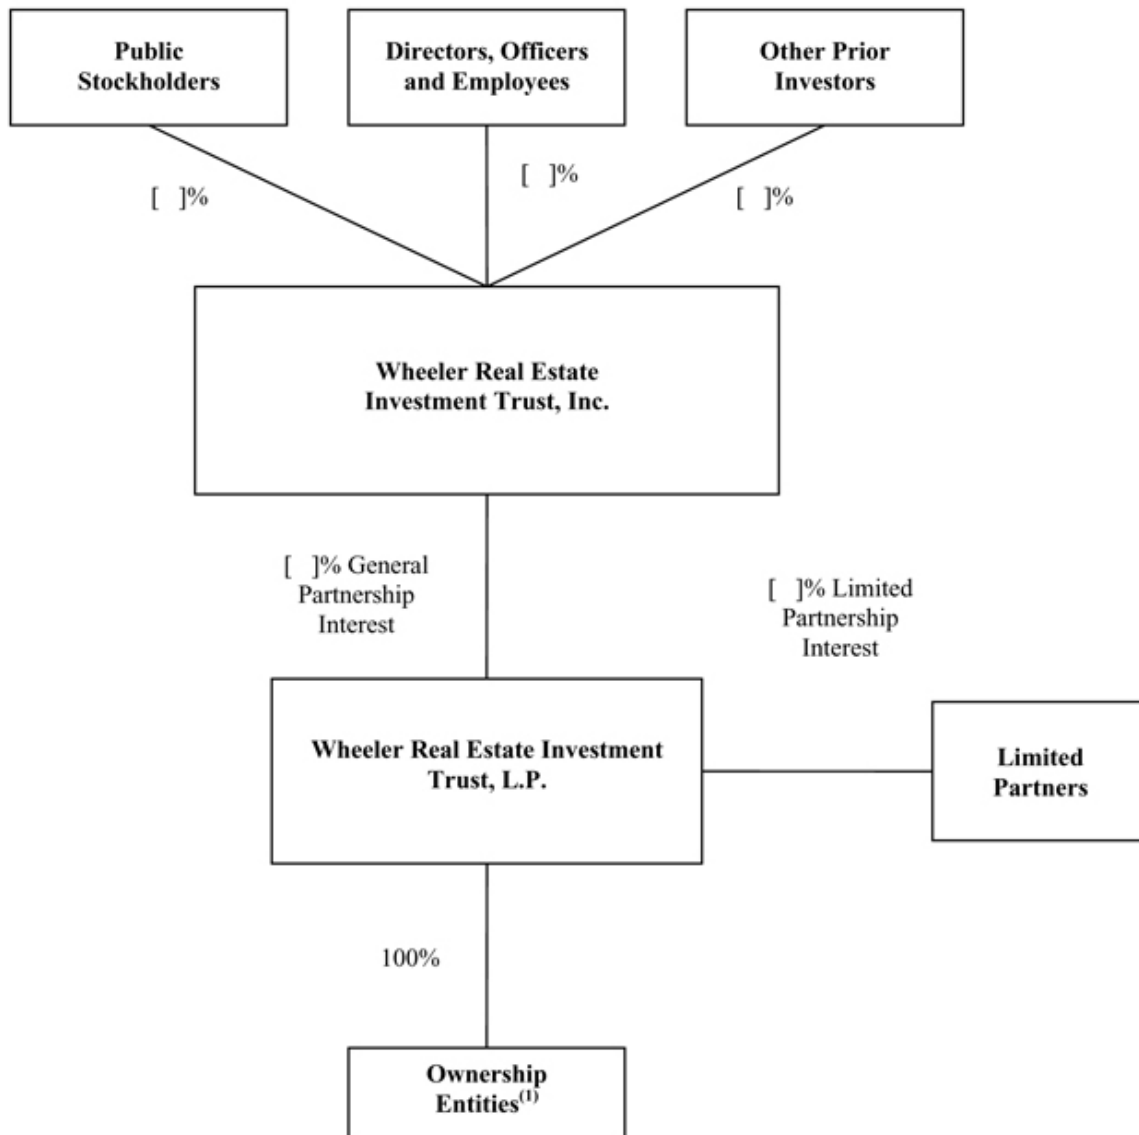 Public
Stockholders
Directors, Officers
and Employees
Other Prior
Investors
[   ]%
[   ]%
[   ]%
Wheeler Real Estate
Investment Trust, Inc.
[   ]% General
Partnership
Interest
[   ]% Limited
Partnership
Interest
Wheeler Real Estate Investment
Trust, L.P.
Limited
Partners
100%
Ownership
Entities(1)